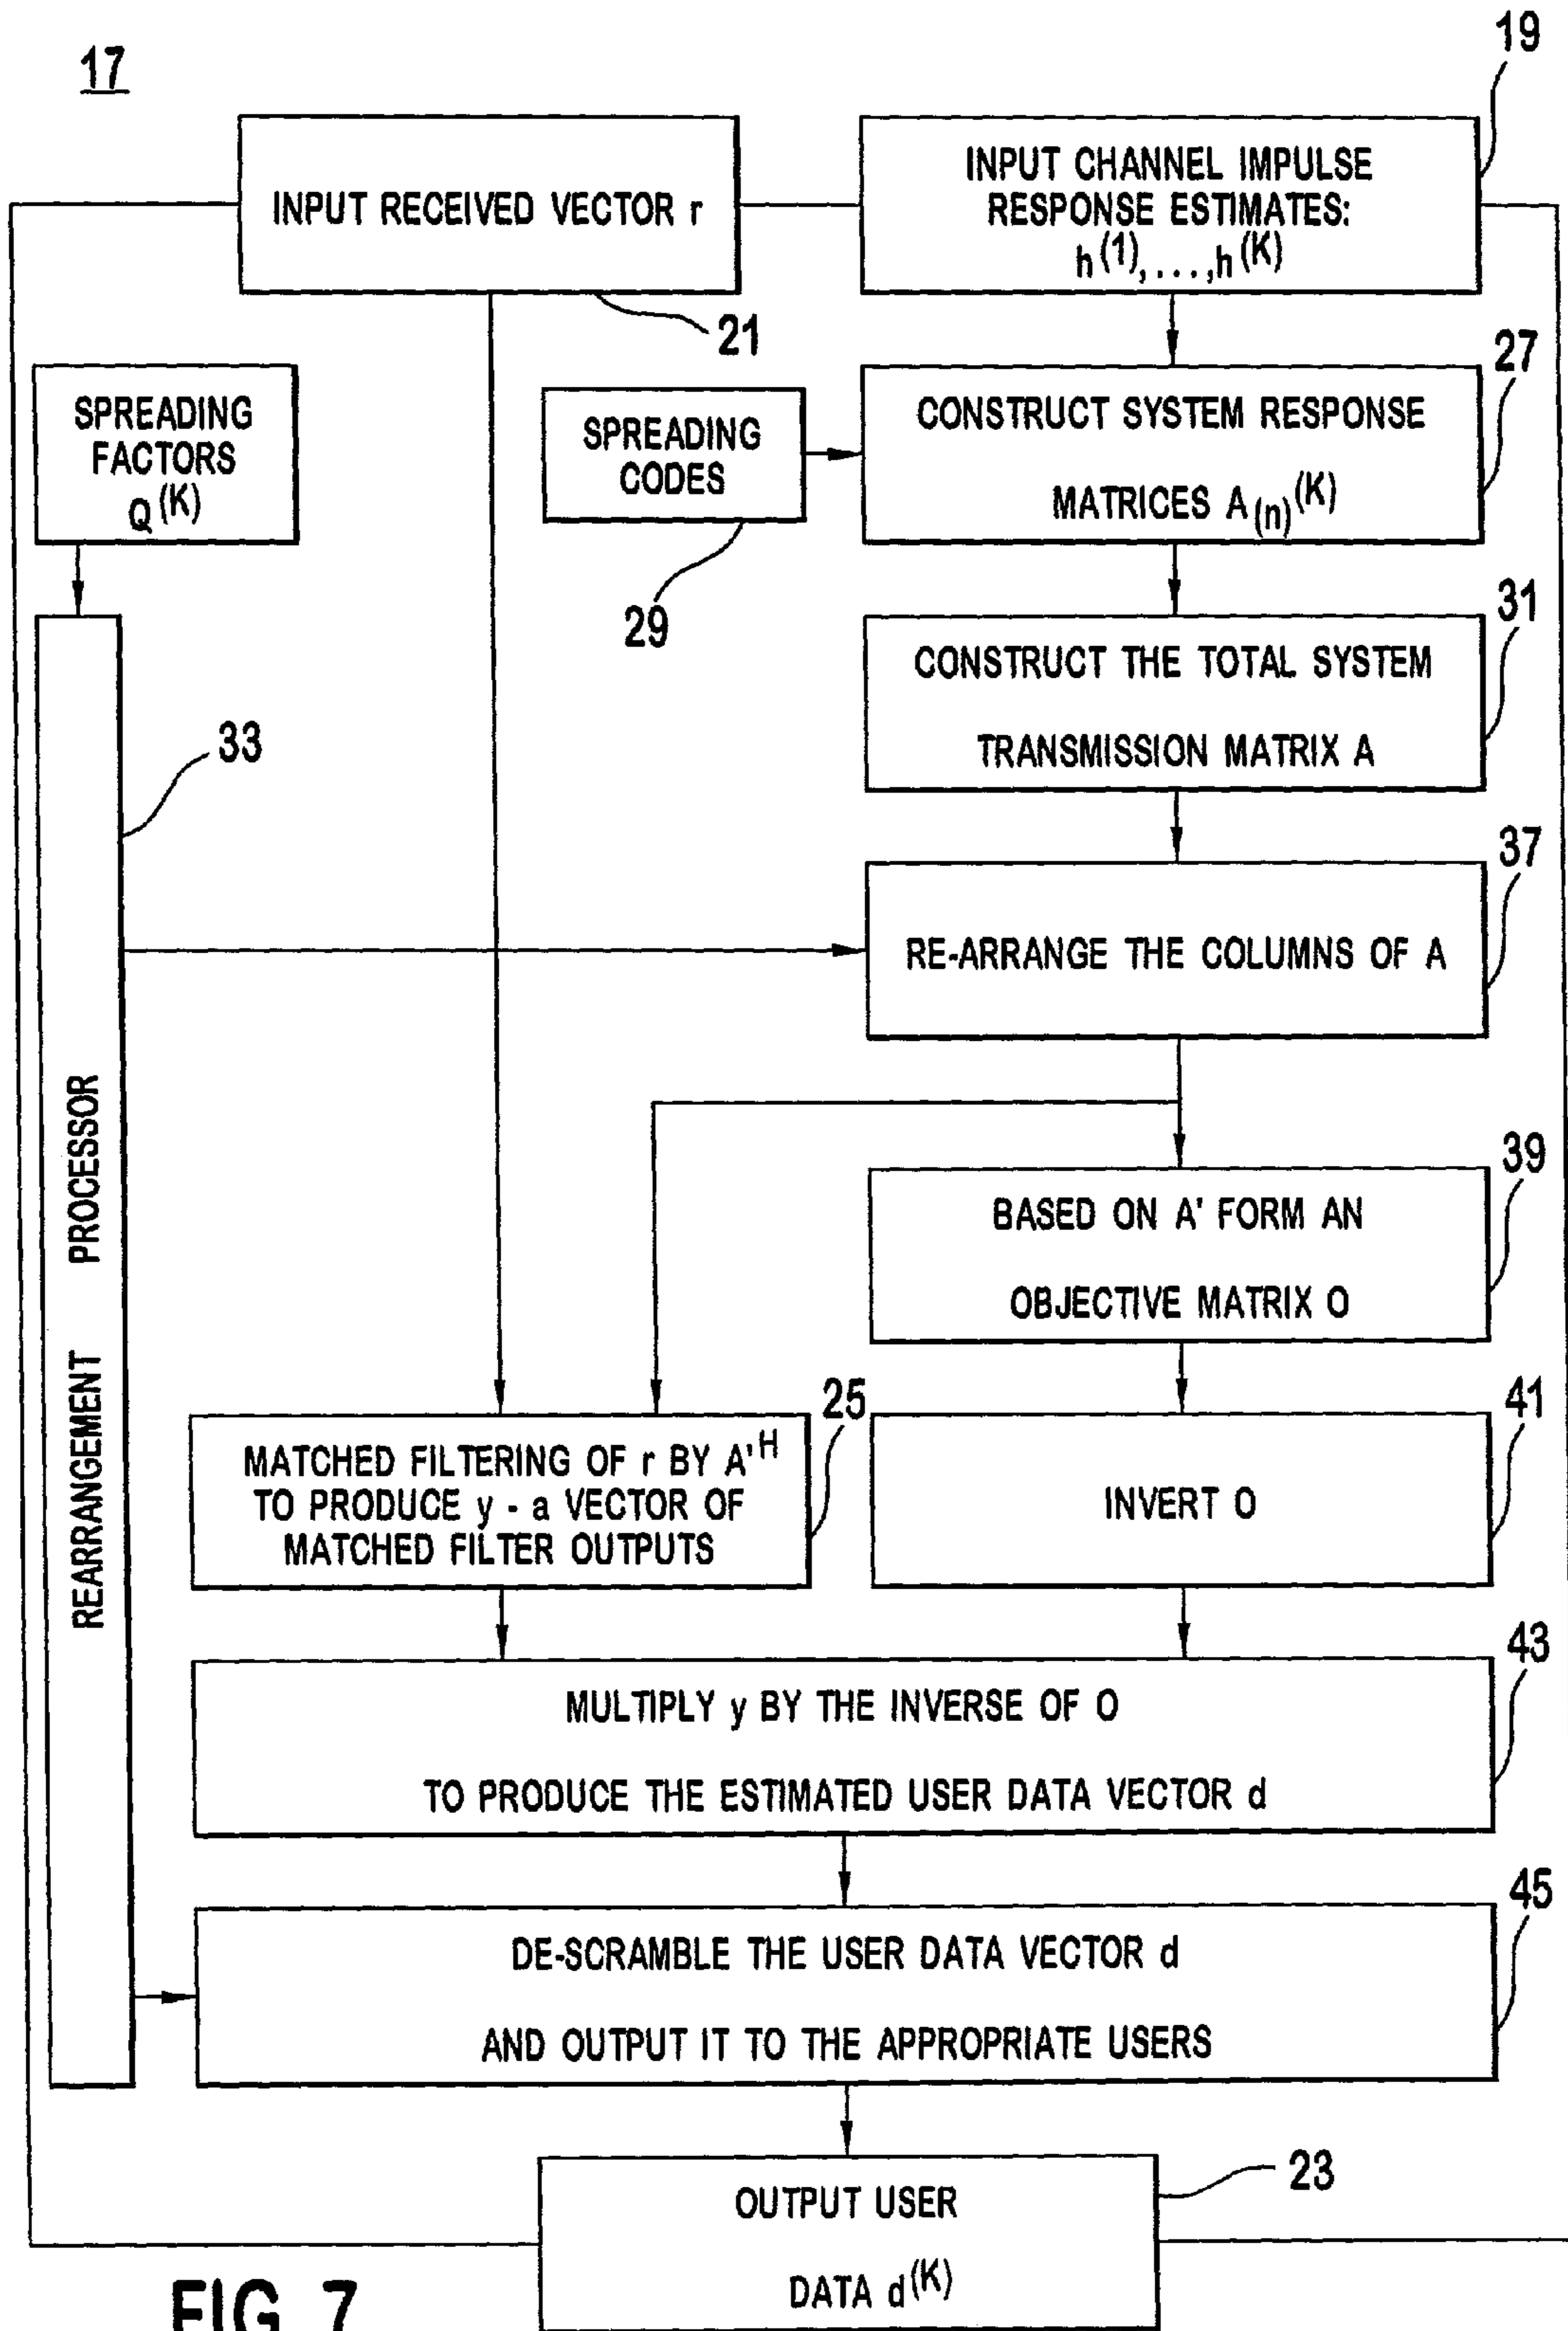 17
19
INPUT RECEIVED VECTOR r
21
INPUT CHANNEL IMPULSE
RESPONSE ESTIMATES:
h(1),...,h(K)
SPREADING
FACTORS
Q(K)
SPREADING
CODES
29
27
CONSTRUCT SYSTEM RESPONSE
MATRICES A(n)(K)
31
CONSTRUCT THE TOTAL SYSTEM
TRANSMISSION MATRIX A
33
REARRANGEMENT PROCESSOR
37
RE-ARRANGE THE COLUMNS OF A
39
BASED ON A' FORM AN
OBJECTIVE MATRIX O
25
MATCHED FILTERING OF r BY A'H
TO PRODUCE y - a VECTOR OF
MATCHED FILTER OUTPUTS
41
INVERT O
43
MULTIPLY y BY THE INVERSE OF O
TO PRODUCE THE ESTIMATED USER DATA VECTOR d
45
DE-SCRAMBLE THE USER DATA VECTOR d
AND OUTPUT IT TO THE APPROPRIATE USERS
23
OUTPUT USER
DATA d(K)
FIG. 7